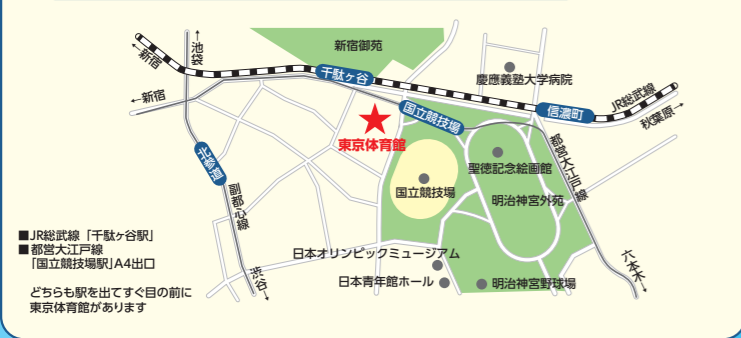 新宿御苑
←池袋
←新宿
千駄ヶ谷
慶應義塾大学病院
←新宿
国立競技場
信濃町
JR総武線
秋葉原→
東京体育館
北参道
聖徳記念絵画館
都営大江戸線
国立競技場
明治神宮外苑
副都心線
■JR総武線「千駄ヶ谷駅」
■都営大江戸線
「国立競技場駅」A4出口
日本オリンピックミュージアム
六本木→
渋谷→
日本青年館ホール
明治神宮野球場
どちらも駅を出てすぐ目の前に
東京体育館があります